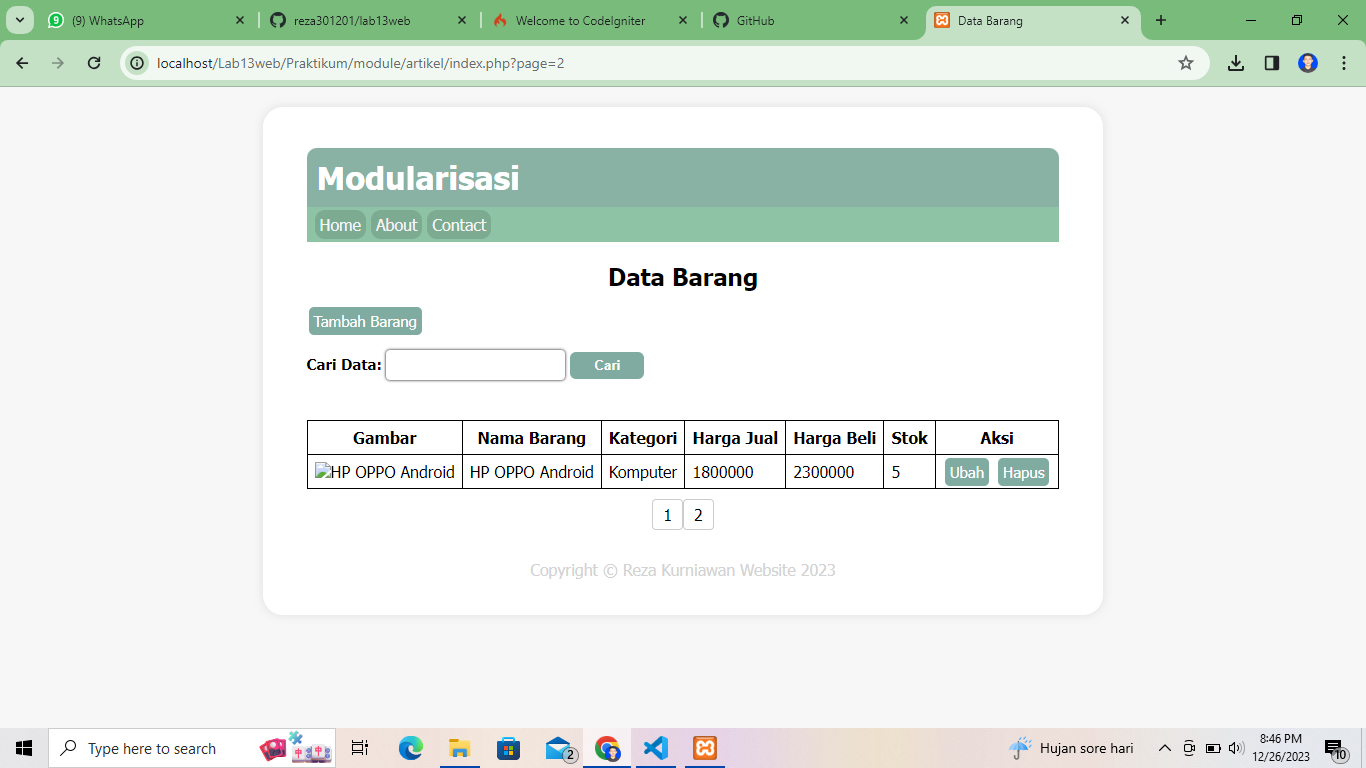 (9) WhatsApp
reza301201/lab13web
Welcome to CodeIgniter
GitHub
Data Barang
localhost/Lab13web/Praktikum/module/artikel/index.php?page=2
Modularisasi
Home About Contact
Data Barang
Tambah Barang
Cari Data: Cari
Gambar Nama Barang Kategori Harga Jual Harga Beli Stok Aksi
HP OPPO Android HP OPPO Android Komputer 1800000 2300000 5 Ubah Hapus
1 2
Copyright © Reza Kurniawan Website 2023
Type here to search
2
Hujan sore hari
8:46 PM
12/26/2023
10